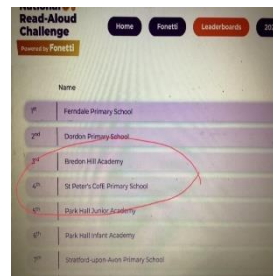 National
Read-Aloud
Challenge
Powered by Fonetti
Home
Fonetti
Leaderboards
202
Name
1st Ferndale Primary School
2nd Dordon Primary School
3rd Bredon Hill Academy
4th St Peter's CofE Primary School
5th Park Hall Junior Academy
6th Park Hall Infant Academy
7th Stratford-upon-Avon Primary School